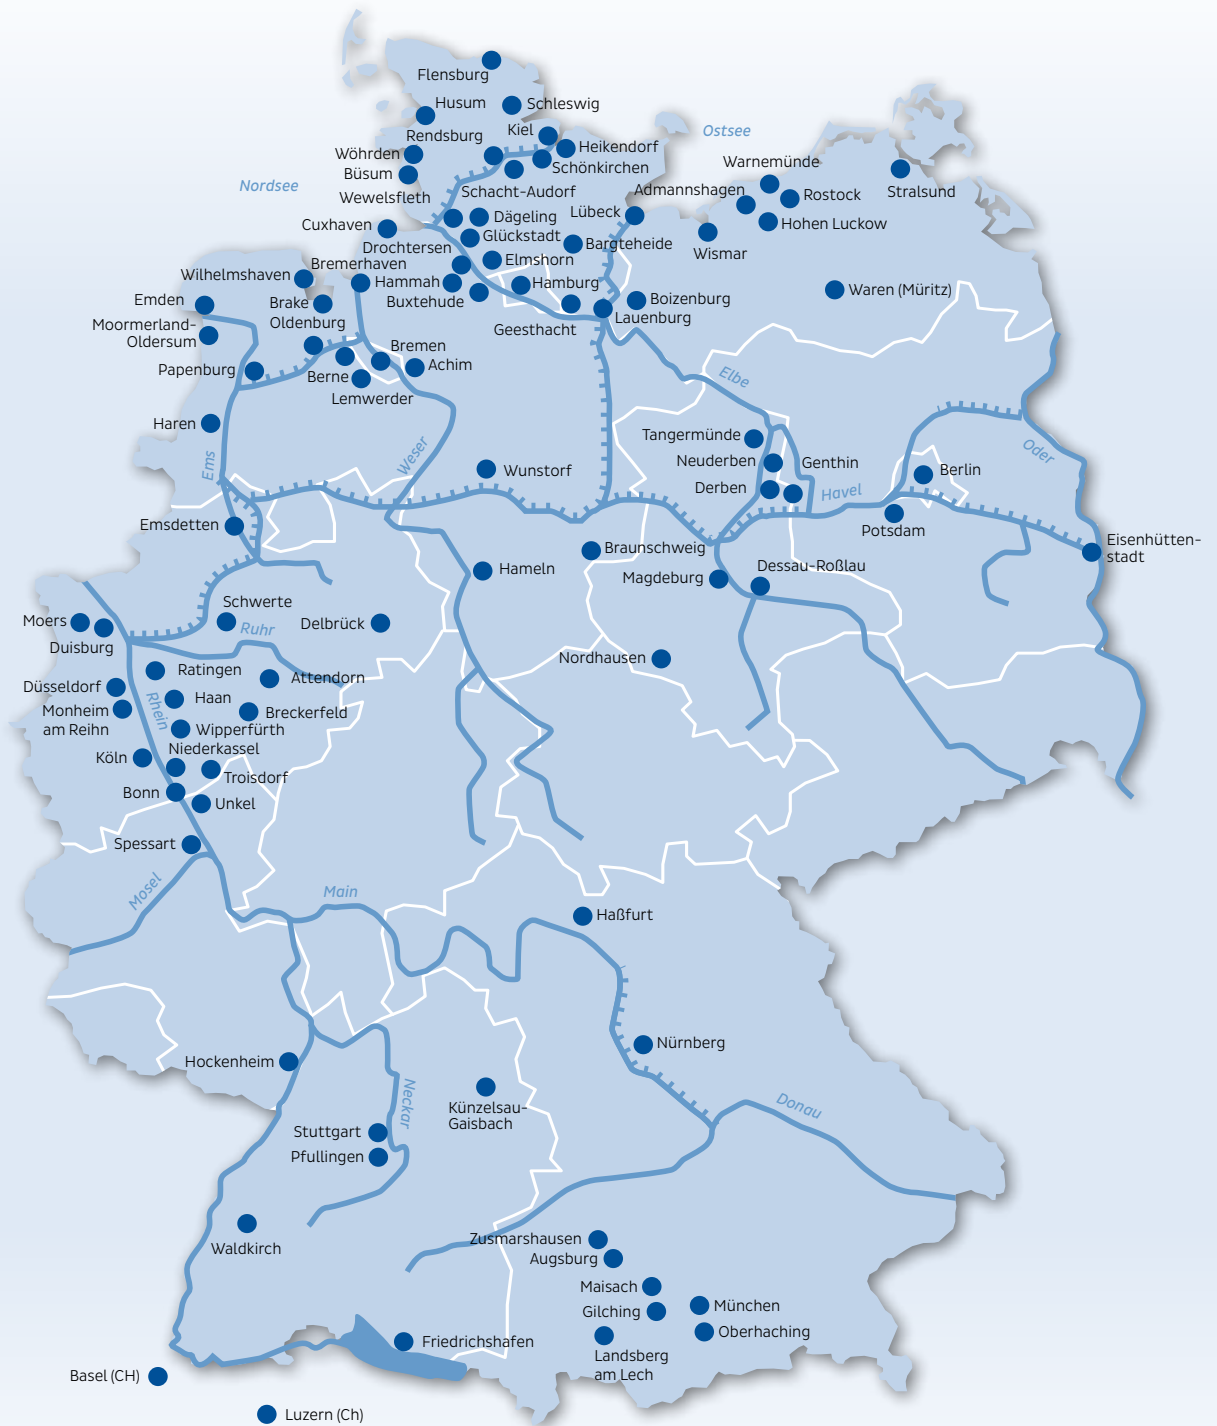 Flensburg
Husum
Schleswig
Ostsee
Rendsburg
Kiel
Heikendorf
Wöhrden
Schönkirchen
Warnemünde
Büsum
Nordsee
Schacht-Audorf
Admannshagen
Stralsund
Rostock
Wewelsfleth
Dägeling
Lübeck
Cuxhaven
Glückstadt
Hohen Luckow
Drochtersen
Bargteheide
Wismar
Elmshorn
Bremerhaven
Wilhelmshaven
Hammah
Hamburg
Waren (Müritz)
Emden
Brake
Buxtehude
Boizenburg
Oldenburg
Lauenburg
Moormerland-
Oldersum
Geesthacht
Bremen
Achim
Papenburg
Berne
Elbe
Lemwerder
Haren
Tangermünde
Oder
Ems
Weser
Neuderben
Genthin
Wunstorf
Berlin
Derben
Havel
Emsdetten
Potsdam
Braunschweig
Eisenhütten-
stadt
Hameln
Magdeburg
Dessau-Roßlau
Schwerte
Moers
Delbrück
Ruhr
Duisburg
Nordhausen
Ratingen
Attendorn
Düsseldorf
Rhein
Haan
Monheim
am Reihn
Breckerfeld
Wipperfürth
Niederkassel
Köln
Troisdorf
Bonn
Unkel
Spessart
Mosel
Main
Haßfurt
Nürnberg
Hockenheim
Neckar
Künzelsau-
Gaisbach
Donau
Stuttgart
Pfullingen
Waldkirch
Zusmarshausen
Augsburg
Maisach
München
Gilching
Oberhaching
Friedrichshafen
Landsberg
am Lech
Basel (CH)
Luzern (Ch)